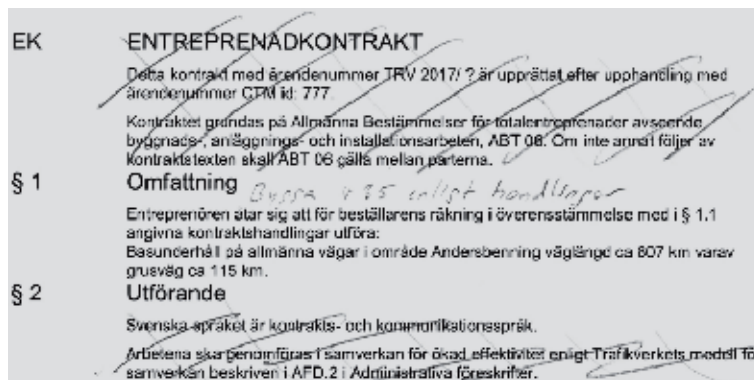 EK ENTREPRENADKONTRAKT
Detta kontrakt med ärendenummer TRV 2017/ ? är upprättat efter upphandling med
ärendenummer CTM id: 777.
Kontraktet grundas på Allmänna Bestämmelser för totalentreprenader avseende
byggnads-, anläggnings- och installationsarbeten, ABT 06. Om inte annat följer av
kontraktstexten skall ABT 06 gälla mellan parterna.
§ 1 Omfattning
enligt handlingar
Entreprenören åtar sig att för beställarens räkning i överensstämmelse med i § 1.1
angivna kontraktshandlingar utföra:
Basunderhåll på allmänna vägar i område Andersbenning väglängd ca 607 km varav
grusväg ca 115 km.
§ 2 Utförande
Svenska språket är kontrakts- och kommunikationsspråk.
Arbetena ska genomföras i samverkan för ökad effektivitet enligt Trafikverkets modell fö
samverkan beskriven i AFD.2 i Administrativa föreskrifter.